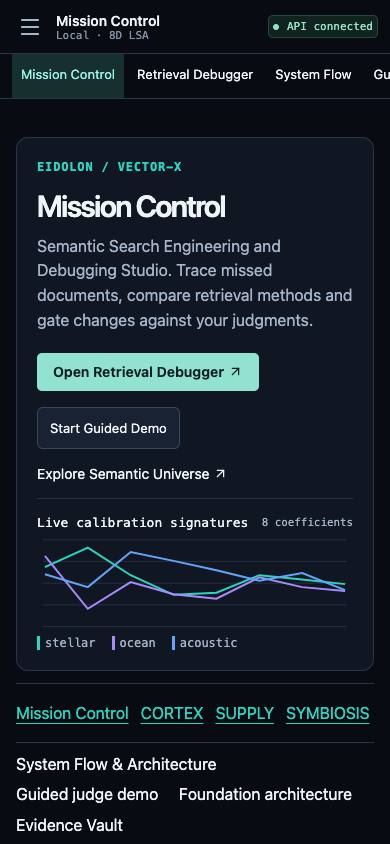 Mission Control
Local · 8D LSA
API connected
Mission Control Retrieval Debugger System Flow Gu
EIDOLON / VECTOR-X
Mission Control
Semantic Search Engineering and
Debugging Studio. Trace missed
documents, compare retrieval methods and
gate changes against your judgments.
Open Retrieval Debugger ↗
Start Guided Demo
Explore Semantic Universe ↗
Live calibration signatures 8 coefficients
stellar ocean acoustic
Mission Control CORTEX SUPPLY SYMBIOSIS
System Flow & Architecture
Guided judge demo Foundation architecture
Evidence Vault